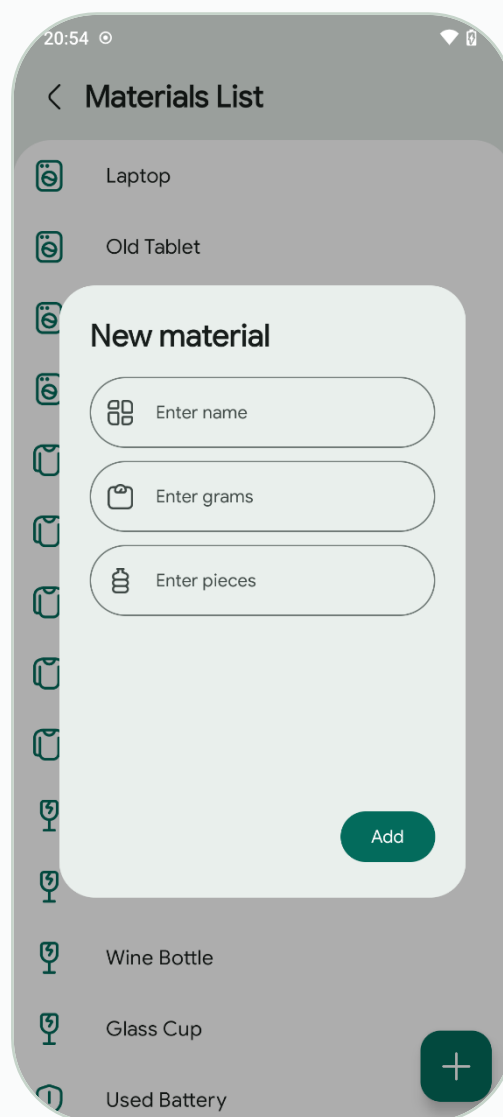 20:54
Materials List
Laptop
Old Tablet
New material
Enter name
Enter grams
Enter pieces
Add
Wine Bottle
Glass Cup
Used Battery